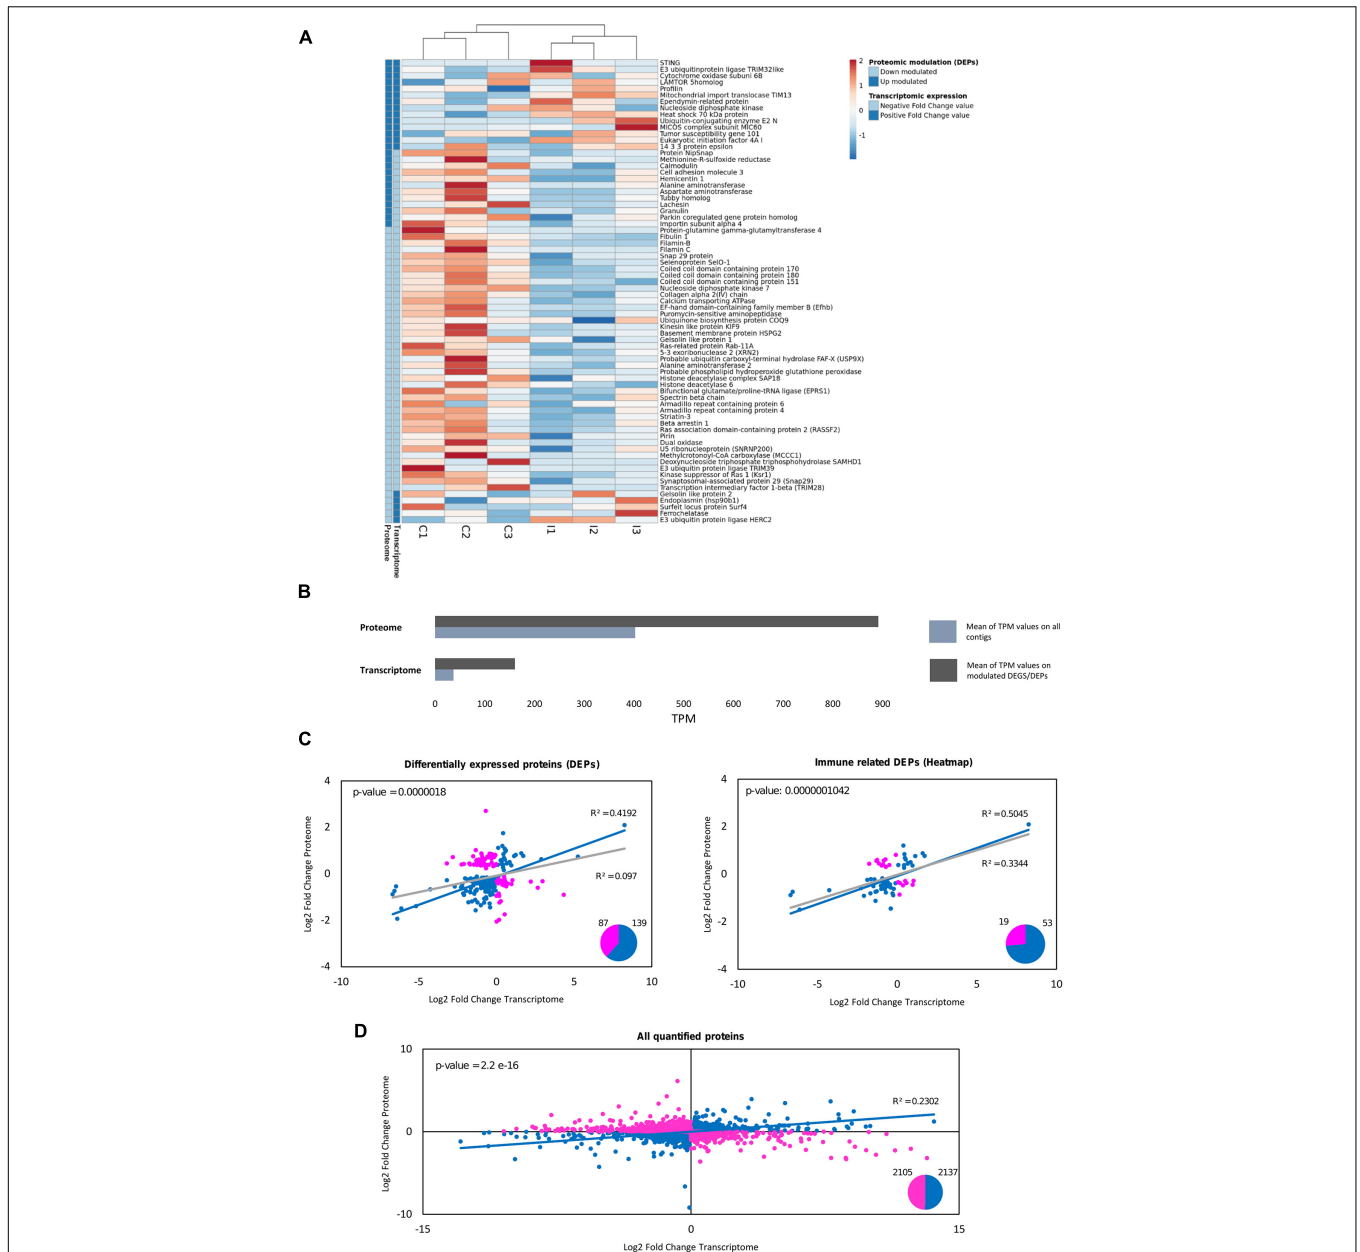 A
STING
E3 ubiquitinprotein ligase TRIM32like
Cytochrome oxidase subuni 6B
LAMTOR 5homolog
Profilin
Mitochondrial import translocase TIM13
Ependymin-related protein
Nucleoside diphosphate kinase
Heat shock 70 kDa protein
Ubiquitin-conjugating enzyme E2 N
MICOS complex subunit MIC60
Tumor susceptibility gene 101
Eukaryotic initiation factor 4A I
14 3 3 protein epsilon
Protein NipSnap
Methionine-R-sulfoxide reductase
Calmodulin
Cell adhesion molecule 3
Hemicentin 1
Alanine aminotransferase
Aspartate aminotransferase
Tubby homolog
Lachesin
Granulin
Parkin coregulated gene protein homolog
Importin subunit alpha 4
Protein-glutamine gamma-glutamyltransferase 4
Fibulin 1
Filamin-B
Filamin C
Snap 29 protein
Selenoprotein SelO-1
Coiled coil domain containing protein 170
Coiled coil domain containing protein 180
Coiled coil domain containing protein 151
Nucleoside diphosphate kinase 7
Collagen alpha 2(IV) chain
Calcium transporting ATPase
EF-hand domain-containing family member B (Efhb)
Puromycin-sensitive aminopeptidase
Ubiquinone biosynthesis protein COQ9
Kinesin like protein KIF9
Basement membrane protein HSPG2
Gelsolin like protein 1
Ras-related protein Rab-11A
5-3 exoribonuclease 2 (XRN2)
Probable ubiquitin carboxyl-terminal hydrolase FAF-X (USP9X)
Alanine aminotransferase 2
Probable phospholipid hydroperoxide glutathione peroxidase
Histone deacetylase complex SAP18
Histone deacetylase 6
Bifunctional glutamate/proline-tRNA ligase (EPRS1)
Spectrin beta chain
Armadillo repeat containing protein 6
Armadillo repeat containing protein 4
Striatin-3
Beta arrestin 1
Ras association domain-containing protein 2 (RASSF2)
Pirin
Dual oxidase
U5 ribonucleoprotein (SNRNP200)
Methylcrotonoyl-CoA carboxylase (MCCC1)
Deoxynucleoside triphosphate triphosphohydrolase SAMHD1
E3 ubiquitin protein ligase TRIM39
Kinase suppressor of Ras 1 (Ksr1)
Synaptosomal-associated protein 29 (Snap29)
Transcription intermediary factor 1-beta (TRIM28)
Gelsolin like protein 2
Endoplasmin (hsp90b1)
Surfeit locus protein Surf4
Ferrochelatase
E3 ubiquitin protein ligase HERC2
Proteome
Transcriptome
C1 C2 C3 I1 I2 I3
2
1
0
-1
Proteomic modulation (DEPs)
Down modulated
Up modulated
Transcriptomic expression
Negative Fold Change value
Positive Fold Change value
B
Proteome
Transcriptome
0 100 200 300 400 500 600 700 800 900
TPM
Mean of TPM values on all
contigs
Mean of TPM values on
modulated DEGS/DEPs
C
Differentially expressed proteins (DEPs)
p-value = 0.0000018
R² = 0.4192
R² = 0.097
87 139
4
2
0
-2
-4
-10 -5 0 5 10
Log2 Fold Change Proteome
Log2 Fold Change Transcriptome
Immune related DEPs (Heatmap)
p-value: 0.0000001042
R² = 0.5045
R² = 0.3344
19 53
4
2
0
-2
-4
-10 -5 0 5 10
Log2 Fold Change Proteome
Log2 Fold Change Transcriptome
D
All quantified proteins
p-value = 2.2 e-16
R² = 0.2302
2105 2137
10
0
-10
-15 0 15
Log2 Fold Change Proteome
Log2 Fold Change Transcriptome